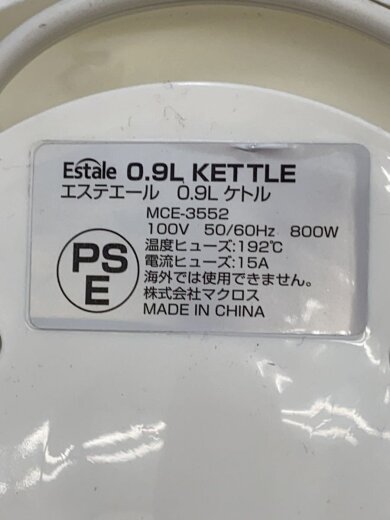 Estale 0.9L KETTLE
エステエール 0.9L ケトル
MCE-3552
100V 50/60Hz 800W
温度ヒューズ:192℃
電流ヒューズ:15A
海外では使用できません。
株式会社マクロス
MADE IN CHINA
PS
E